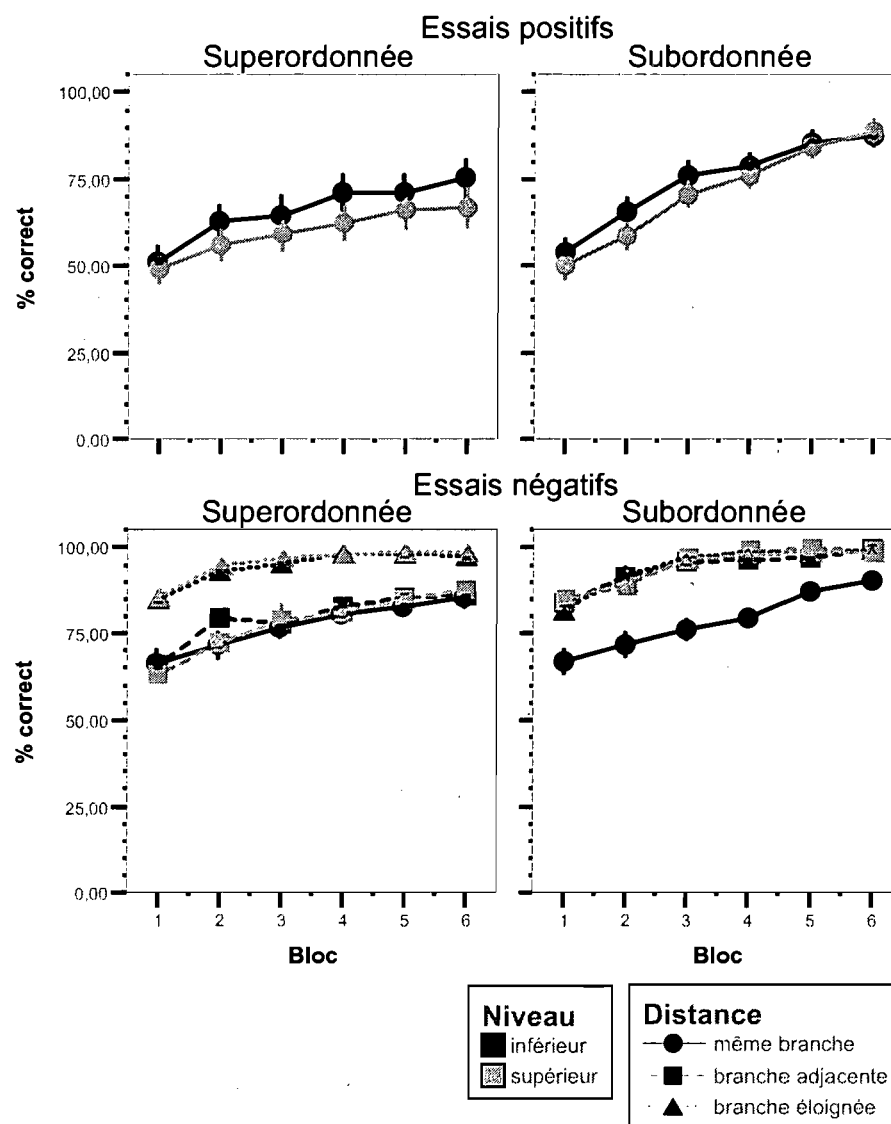 Essais positifs
Superordonnée
Subordonnée
% correct
100,00
75,00
50,00
25,00
0,00
Essais négatifs
Superordonnée
Subordonnée
% correct
100,00
75,00
50,00
25,00
0,00
1 2 3 4 5 6
1 2 3 4 5 6
Bloc
Bloc
Niveau
inférieur
supérieur
Distance
même branche
branche adjacente
branche éloignée